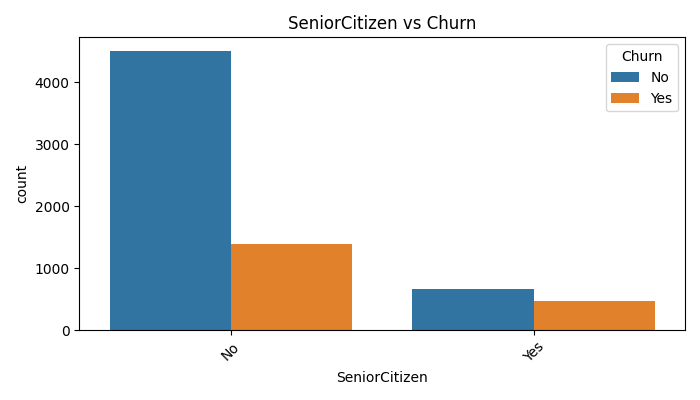 SeniorCitizen vs Churn
Churn
No
Yes
count
4000
3000
2000
1000
0
No
Yes
SeniorCitizen